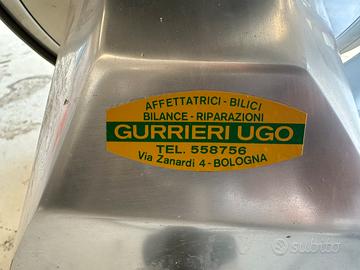 AFFETTATRICI - BILICI
BILANCE - RIPARAZIONI
GURRIERI UGO
TEL. 558756
Via Zanardi 4 - BOLOGNA
subito